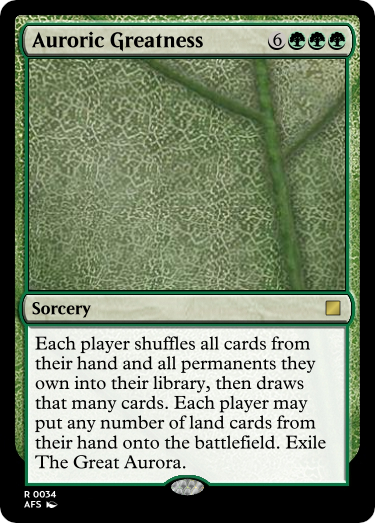 Auroric Greatness 6
Sorcery
Each player shuffles all cards from
their hand and all permanents they
own into their library, then draws
that many cards. Each player may
put any number of land cards from
their hand onto the battlefield. Exile
The Great Aurora.
R 0034
AFS